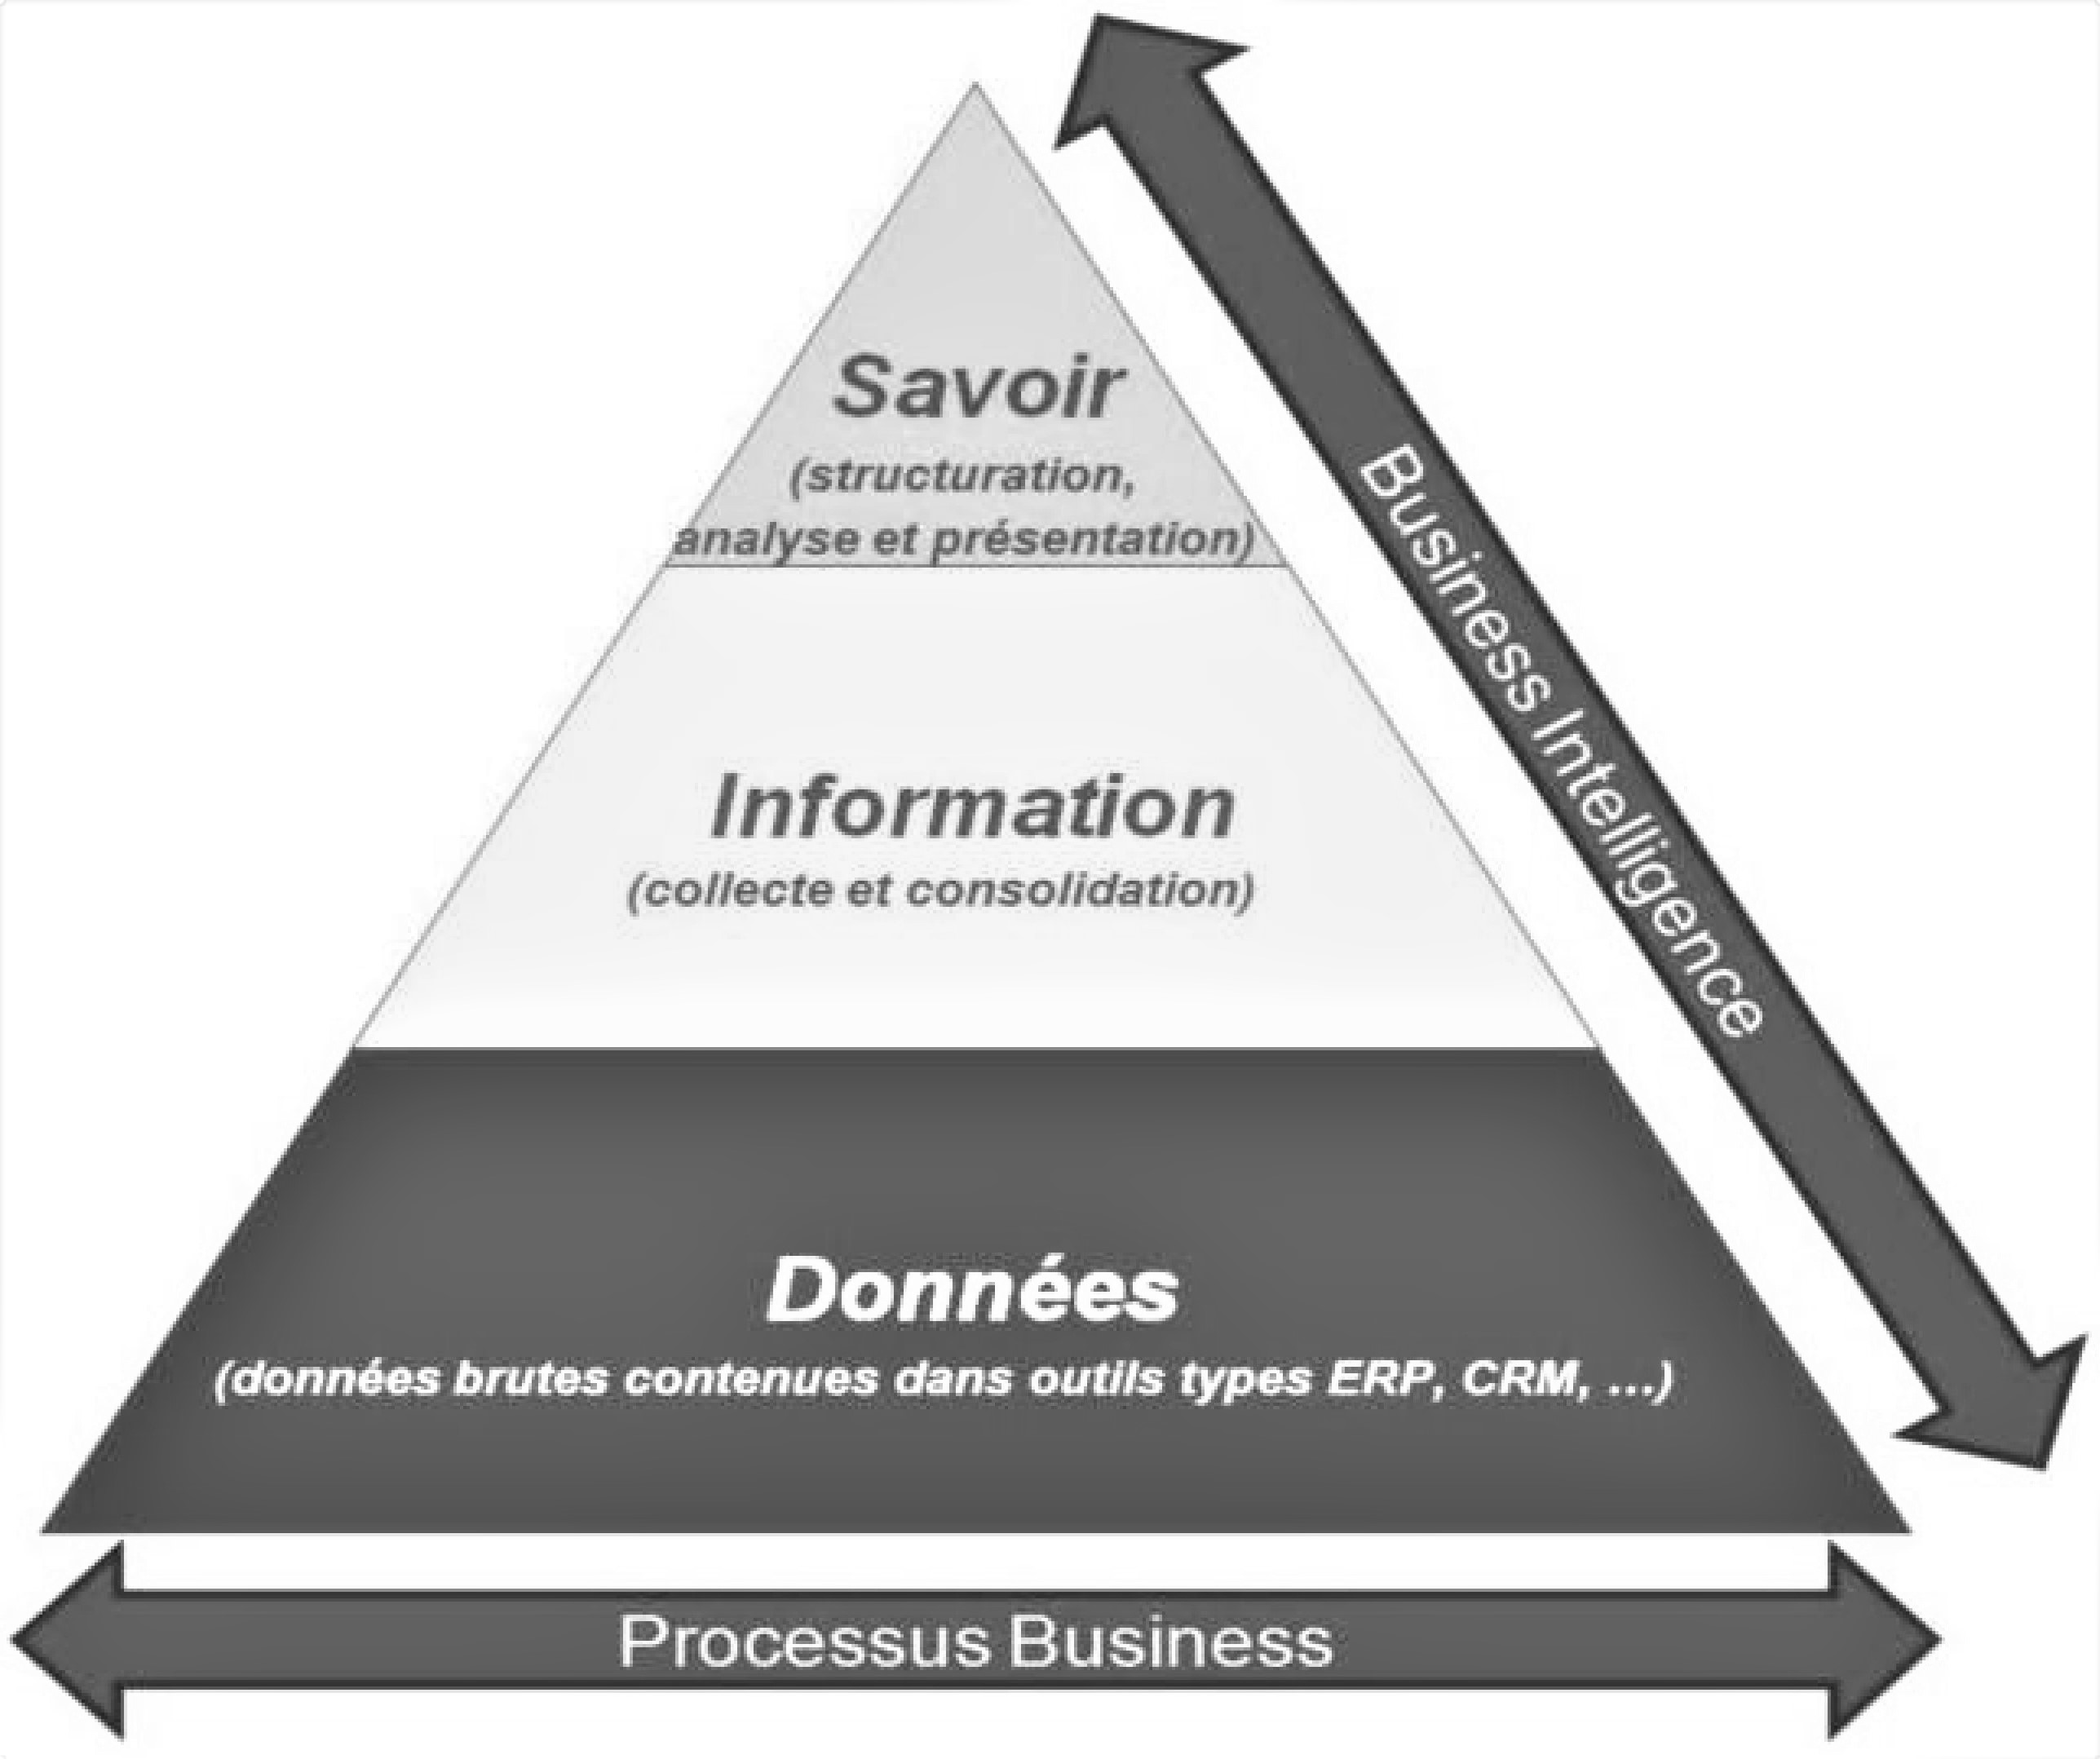 Savoir
(structuration,
analyse et présentation)
Business Intelligence
Information
(collecte et consolidation)
Données
(données brutes contenues dans outils types ERP, CRM, ...)
Processus Business